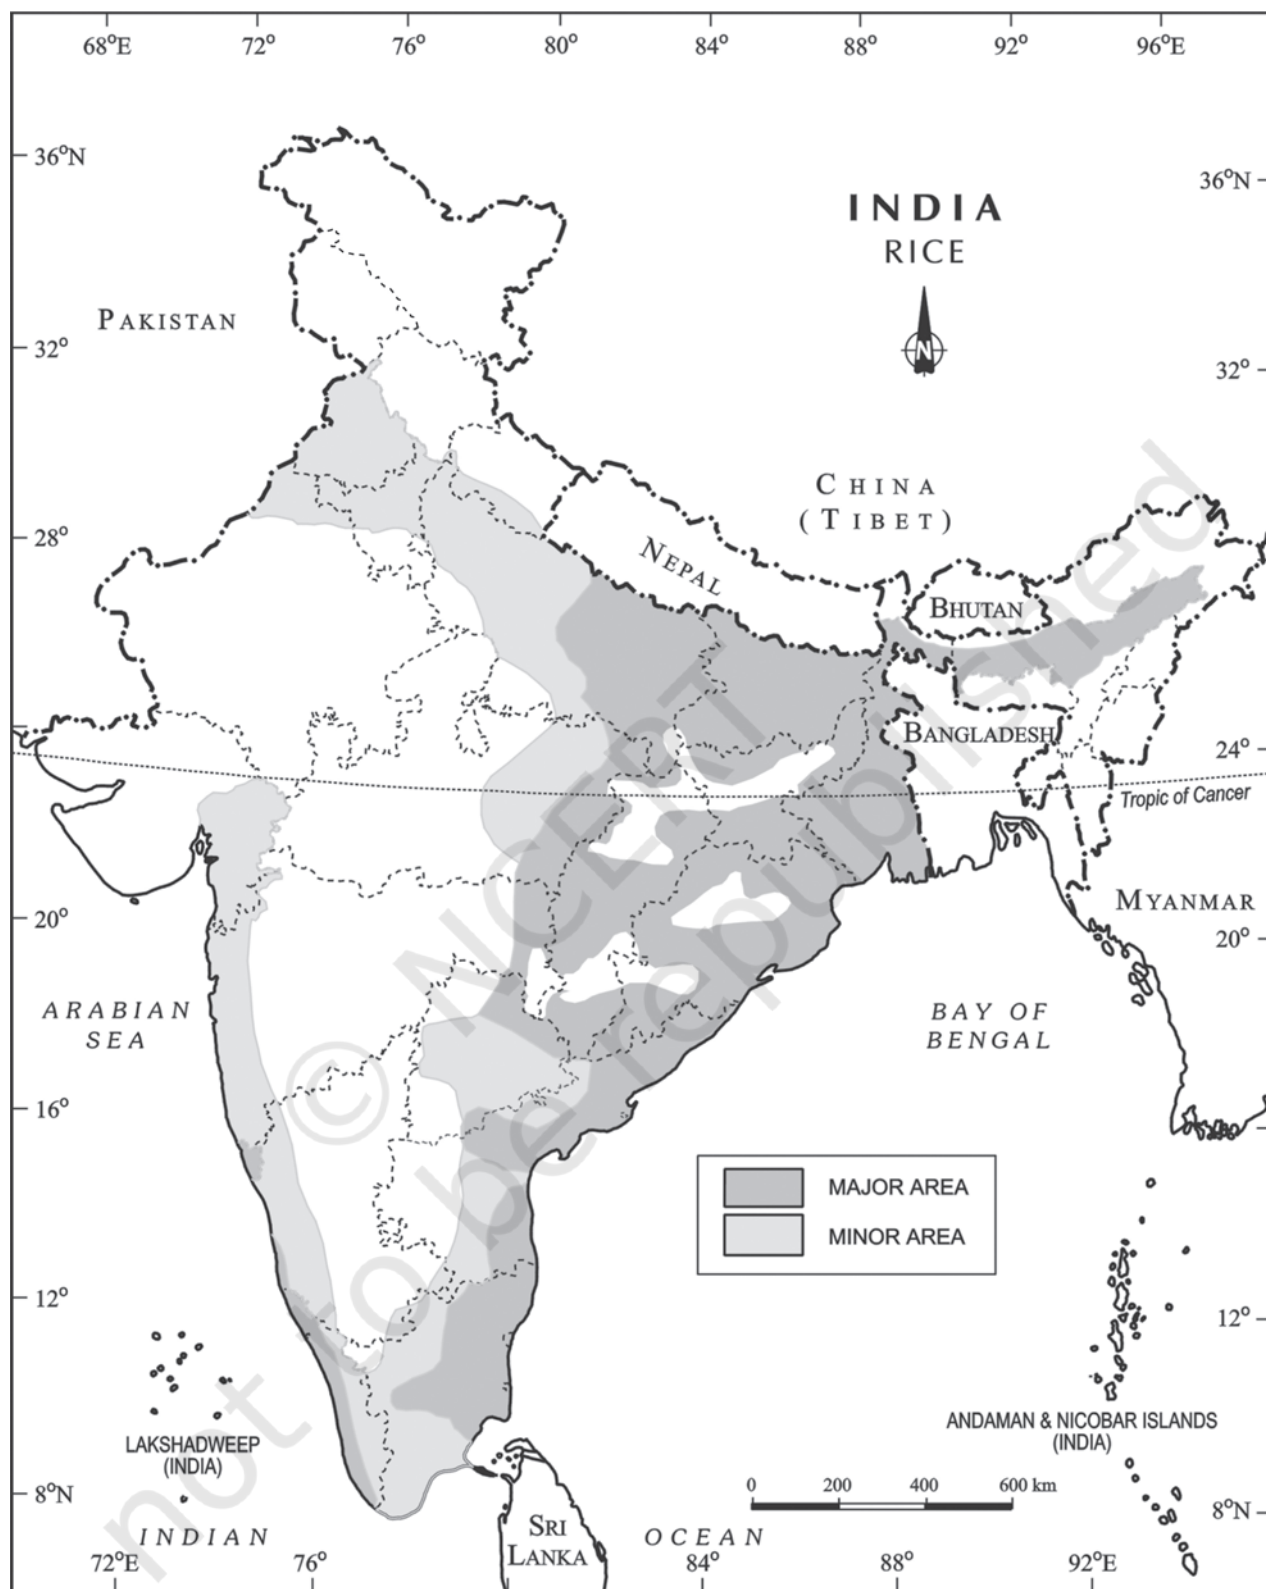 68°E 72° 76° 80° 84° 88° 92° 96°E
36°N
36°N
INDIA
RICE
N
PAKISTAN
32°
32°
CHINA
(TIBET)
28°
NEPAL
BHUTAN
BANGLADESH
24°
Tropic of Cancer
MYANMAR
20°
20°
ARABIAN
SEA
BAY OF
BENGAL
16°
MAJOR AREA
MINOR AREA
12°
12°
LAKSHADWEEP
(INDIA)
ANDAMAN & NICOBAR ISLANDS
(INDIA)
0 200 400 600 km
8°N
8°N
INDIAN OCEAN
SRI
LANKA
72°E 76° 84° 88° 92°E
© NCERT
not to be republished